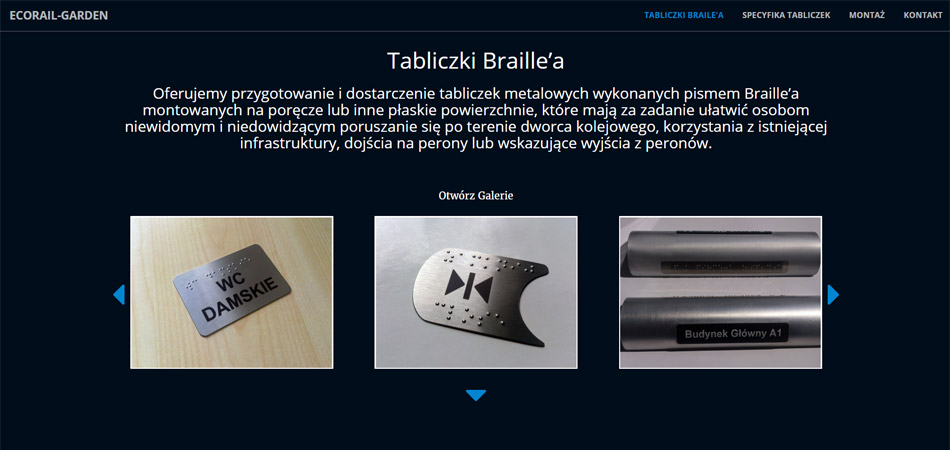 ECORAIL-GARDEN
TABLICZKI BRAILE'A SPECYFIKA TABLICZEK MONTAŻ KONTAKT
Tabliczki Braille’a
Oferujemy przygotowanie i dostarczenie tabliczek metalowych wykonanych pismem Braille’a
montowanych na poręcze lub inne płaskie powierzchnie, które mają za zadanie ułatwić osobom
niewidomym i niedowidzącym poruszanie się po terenie dworca kolejowego, korzystania z istniejącej
infrastruktury, dojścia na perony lub wskazujące wyjścia z peronów.
Otwórz Galerie
WC
DAMSKIE
Budynek Główny A1